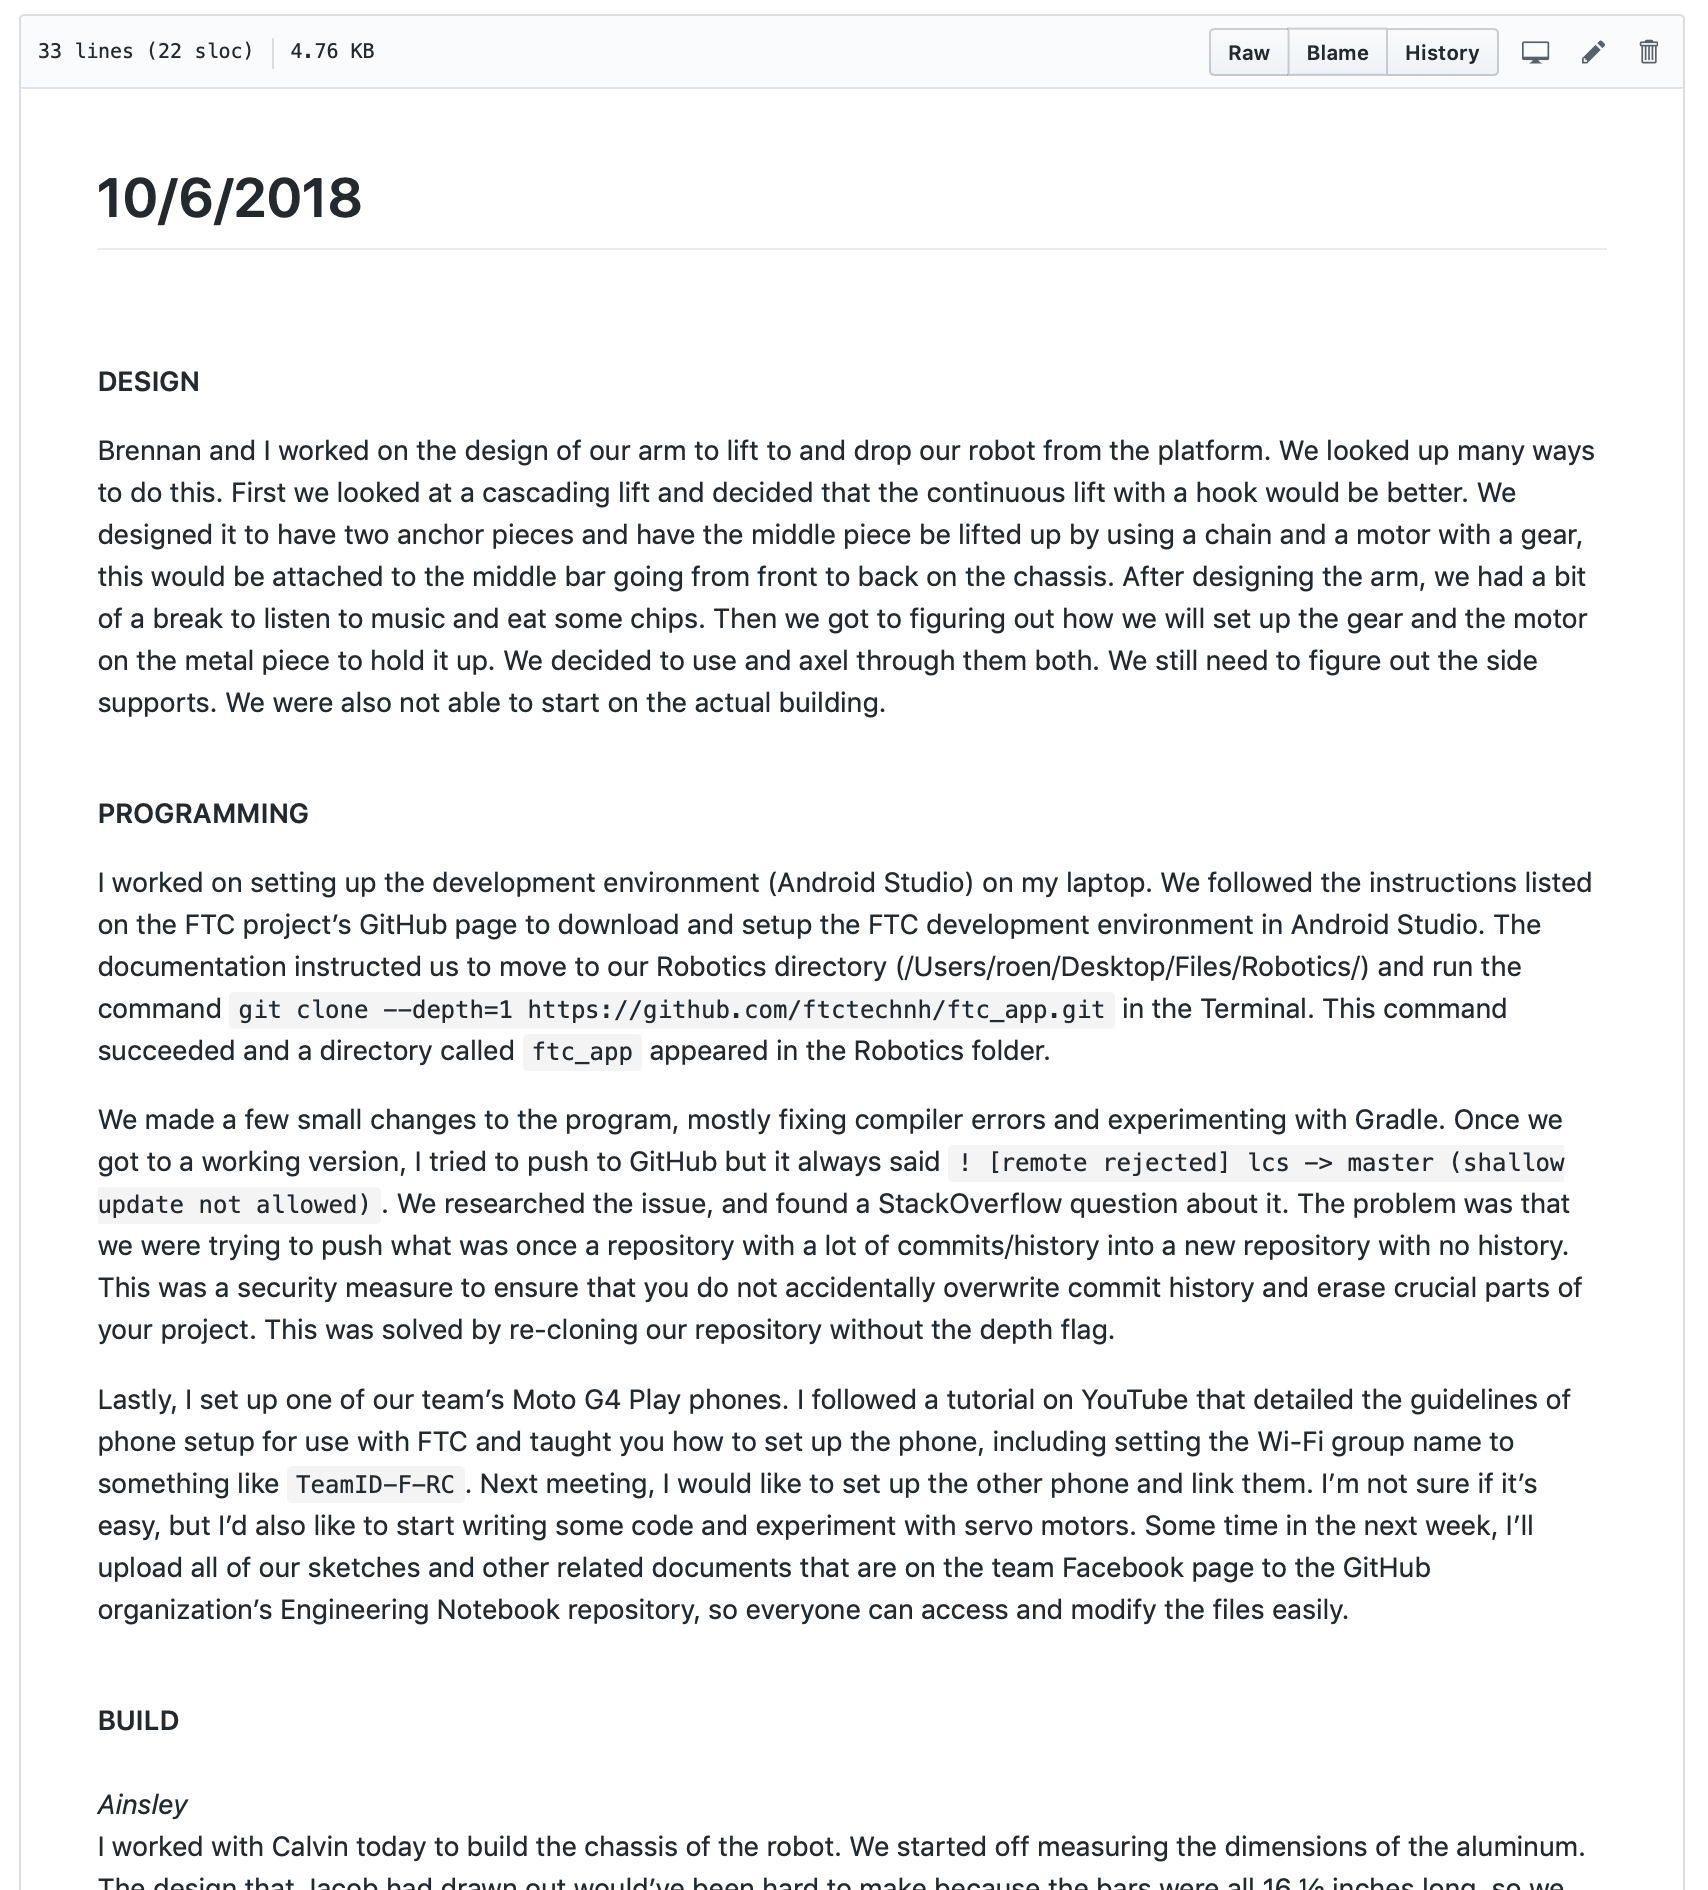 33 lines (22 sloc) 4.76 KB
Raw Blame History
10/6/2018
DESIGN
Brennan and I worked on the design of our arm to lift to and drop our robot from the platform. We looked up many ways
to do this. First we looked at a cascading lift and decided that the continuous lift with a hook would be better. We
designed it to have two anchor pieces and have the middle piece be lifted up by using a chain and a motor with a gear,
this would be attached to the middle bar going from front to back on the chassis. After designing the arm, we had a bit
of a break to listen to music and eat some chips. Then we got to figuring out how we will set up the gear and the motor
on the metal piece to hold it up. We decided to use and axel through them both. We still need to figure out the side
supports. We were also not able to start on the actual building.
PROGRAMMING
I worked on setting up the development environment (Android Studio) on my laptop. We followed the instructions listed
on the FTC project’s GitHub page to download and setup the FTC development environment in Android Studio. The
documentation instructed us to move to our Robotics directory (/Users/roen/Desktop/Files/Robotics/) and run the
command git clone --depth=1 https://github.com/ftctechnh/ftc_app.git in the Terminal. This command
succeeded and a directory called ftc_app appeared in the Robotics folder.
We made a few small changes to the program, mostly fixing compiler errors and experimenting with Gradle. Once we
got to a working version, I tried to push to GitHub but it always said ! [remote rejected] lcs -> master (shallow
update not allowed) . We researched the issue, and found a StackOverflow question about it. The problem was that
we were trying to push what was once a repository with a lot of commits/history into a new repository with no history.
This was a security measure to ensure that you do not accidentally overwrite commit history and erase crucial parts of
your project. This was solved by re-cloning our repository without the depth flag.
Lastly, I set up one of our team’s Moto G4 Play phones. I followed a tutorial on YouTube that detailed the guidelines of
phone setup for use with FTC and taught you how to set up the phone, including setting the Wi-Fi group name to
something like TeamID-F-RC . Next meeting, I would like to set up the other phone and link them. I’m not sure if it’s
easy, but I’d also like to start writing some code and experiment with servo motors. Some time in the next week, I’ll
upload all of our sketches and other related documents that are on the team Facebook page to the GitHub
organization’s Engineering Notebook repository, so everyone can access and modify the files easily.
BUILD
Ainsley
I worked with Calvin today to build the chassis of the robot. We started off measuring the dimensions of the aluminum.
The design that Jacob had drawn out would’ve been hard to make because the bars were all 16 ½ inches long, so we